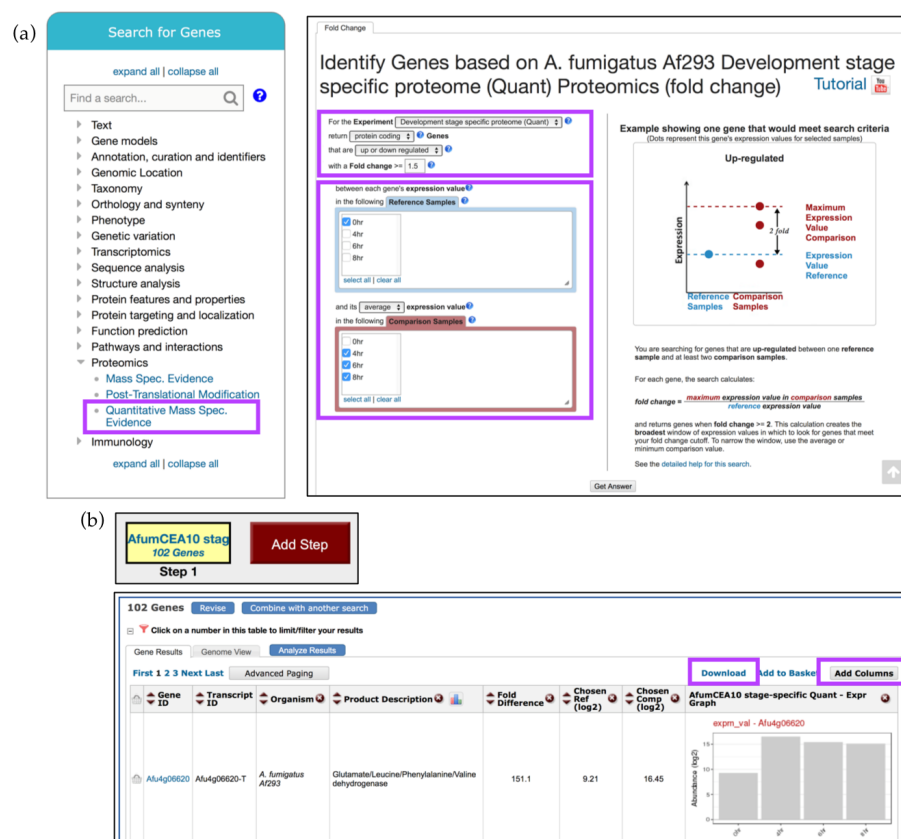 (a)
Search for Genes
expand all | collapse all
Find a search...
Text
Gene models
Annotation, curation and identifiers
Genomic Location
Taxonomy
Orthology and synteny
Phenotype
Genetic variation
Transcriptomics
Sequence analysis
Structure analysis
Protein features and properties
Protein targeting and localization
Function prediction
Pathways and interactions
Proteomics
Mass Spec. Evidence
Post-Translational Modification
Quantitative Mass Spec.
Evidence
Immunology
expand all | collapse all
Fold Change
Identify Genes based on A. fumigatus Af293 Development stage
specific proteome (Quant) Proteomics (fold change)
Tutorial You Tube
For the Experiment Development stage specific proteome (Quant)
return protein coding Genes
that are up or down regulated
with a Fold change >= 1.5
between each gene's expression value
in the following Reference Samples
0hr
4hr
6hr
8hr
select all | clear all
and its average expression value
in the following Comparison Samples
0hr
4hr
6hr
8hr
select all | clear all
Example showing one gene that would meet search criteria
(Dots represent this gene's expression values for selected samples)
Up-regulated
Expression
2 fold
Maximum
Expression
Value
Comparison
Expression
Value
Reference
Reference Comparison
Samples Samples
You are searching for genes that are up-regulated between one reference
sample and at least two comparison samples.
For each gene, the search calculates:
fold change = maximum expression value in comparison samples
reference expression value
and returns genes when fold change >= 2. This calculation creates the
broadest window of expression values in which to look for genes that meet
your fold change cutoff. To narrow the window, use the average or
minimum comparison value.
See the detailed help for this search.
Get Answer
(b)
AfumCEA10 stag
102 Genes
Step 1
Add Step
102 Genes Revise Combine with another search
Click on a number in this table to limit/filter your results
Gene Results Genome View Analyze Results
First 1 2 3 Next Last Advanced Paging
Download Add to Basket Add Columns
Gene ID
Transcript ID
Organism
Product Description
Fold Difference
Chosen Ref (log2)
Chosen Comp (log2)
AfumCEA10 stage-specific Quant - Expr Graph
Afu4g06620
Afu4g06620-T
A. fumigatus
Af293
Glutamate/Leucine/Phenylalanine/Valine
dehydrogenase
151.1
9.21
16.45
exprn_val - Afu4g06620
Abundance (log2)
15
10
5
0